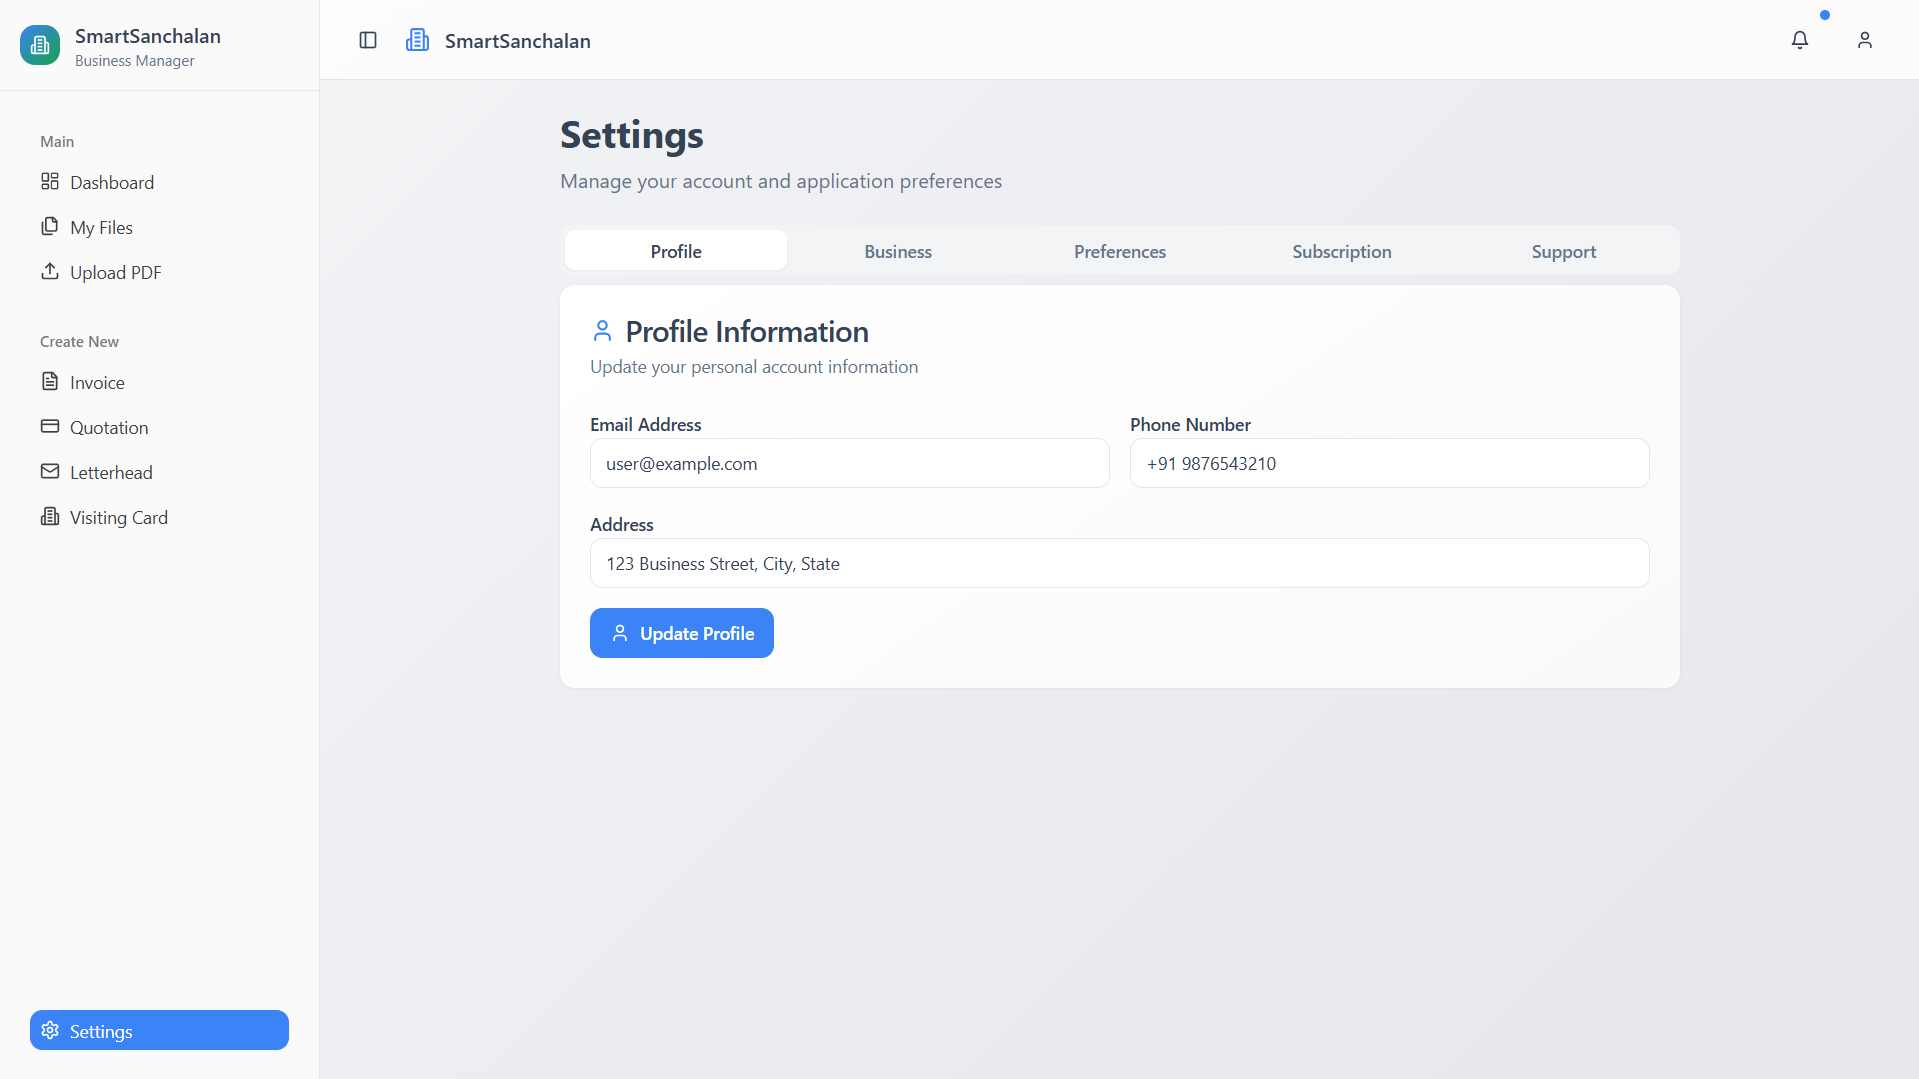 SmartSanchalan
Business Manager
Main
Dashboard
My Files
Upload PDF
Create New
Invoice
Quotation
Letterhead
Visiting Card
Settings
SmartSanchalan
Settings
Manage your account and application preferences
Profile
Business
Preferences
Subscription
Support
Profile Information
Update your personal account information
Email Address
user@example.com
Phone Number
+91 9876543210
Address
123 Business Street, City, State
Update Profile